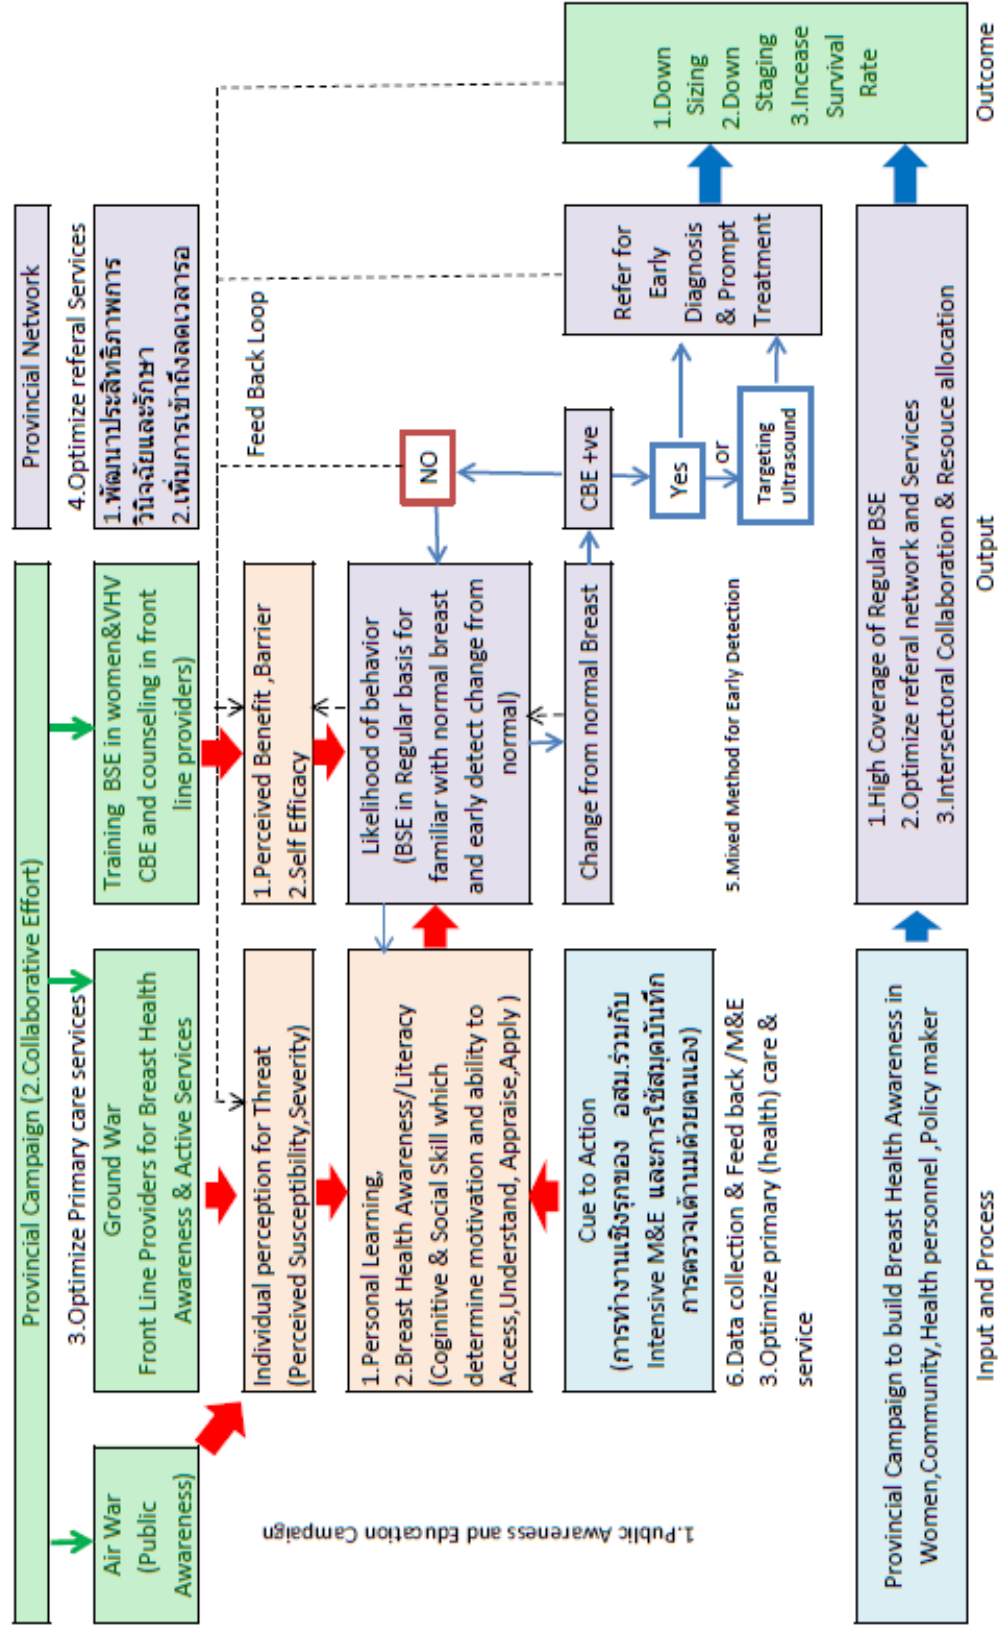 Provincial Campaign (2.Collaborative Effort)
Provincial Network
3.Optimize Primary care services
4.Optimize referal Services
Air War
(Public
Awareness)
Ground War
Front Line Providers for Breast Health
Awareness & Active Services
Training BSE in women&VHV
CBE and counseling in front
line providers)
1.พัฒนาประสิทธิภาพการ
วินิจฉัยและรักษา
2.เพิ่มการเข้าถึงลดเวลารอ
Individual perception for Threat
(Perceived Susceptibility,Severity)
1.Perceived Benefit ,Barrier
2.Self Efficacy
Feed Back Loop
1.Personal Learning,
2.Breast Health Awareness/Literacy
(Coginitive & Social Skill which
determine motivation and ability to
Access,Understand, Appraise,Apply )
Likelihood of behavior
(BSE in Regular basis for
familiar with normal breast
and early detect change from
normal)
NO
1.Public Awareness and Education Campaign
Cue to Action
(การทำงานเชิงรุกของ อสม.ร่วมกับ
Intensive M&E และการใช้สมุดบันทึก
การตรวจเต้านมด้วยตนเอง)
Change from normal Breast
CBE +ve
Refer for
Early
Diagnosis
& Prompt
Treatment
1.Down
Sizing
2.Down
Staging
3.Incease
Survival
Rate
Yes
or
Targeting
Ultrasound
6.Data collection & Feed back /M&E
3.Optimize primary (health) care &
service
5.Mixed Method for Early Detection
Provincial Campaign to build Breast Health Awareness in
Women,Community,Health personnel ,Policy maker
1.High Coverage of Regular BSE
2.Optimize referal network and Services
3.Intersectoral Collaboration & Resouce allocation
Input and Process
Output
Outcome